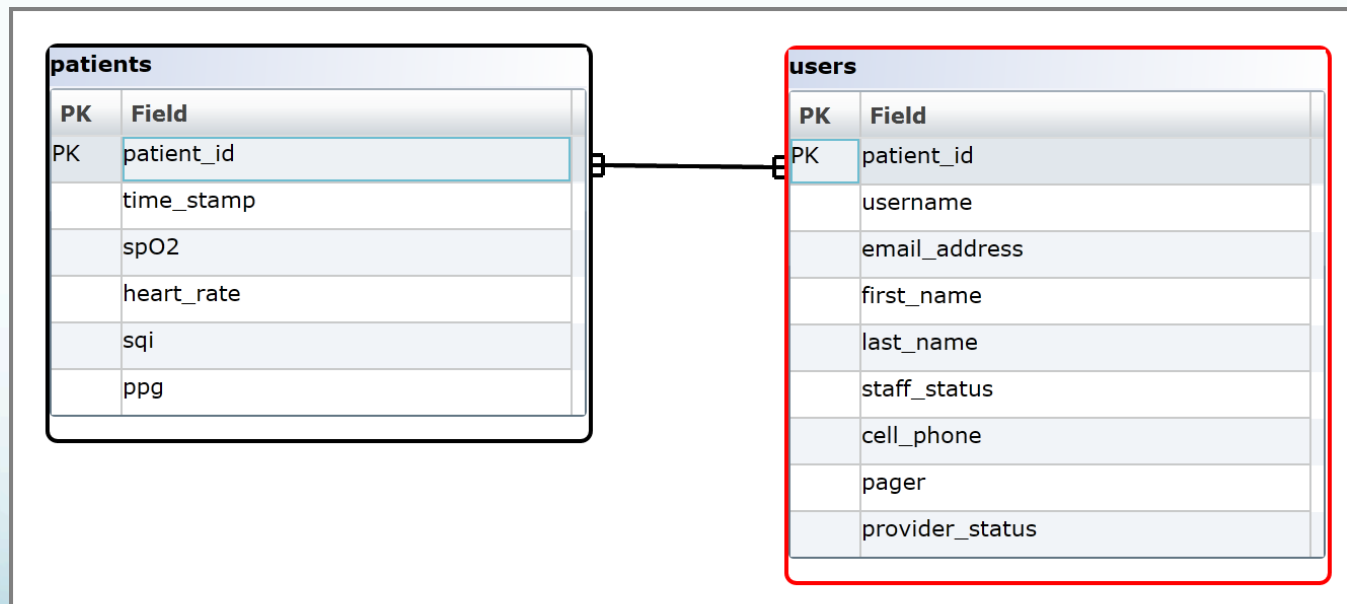 patients
PK Field
PK patient_id
time_stamp
spO2
heart_rate
sqi
ppg
users
PK Field
PK patient_id
username
email_address
first_name
last_name
staff_status
cell_phone
pager
provider_status